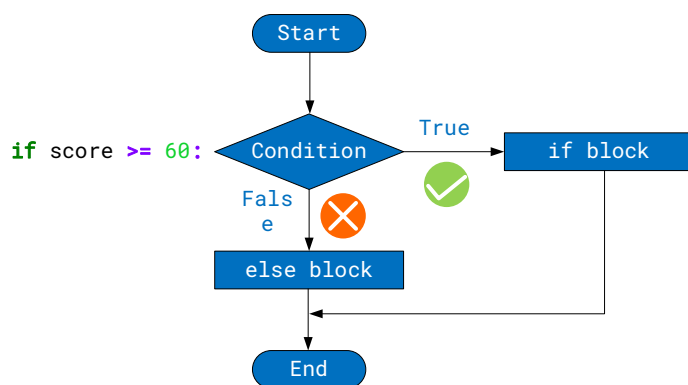 Start
True
if score >= 60:
Condition
if block
Fals
e
else block
End